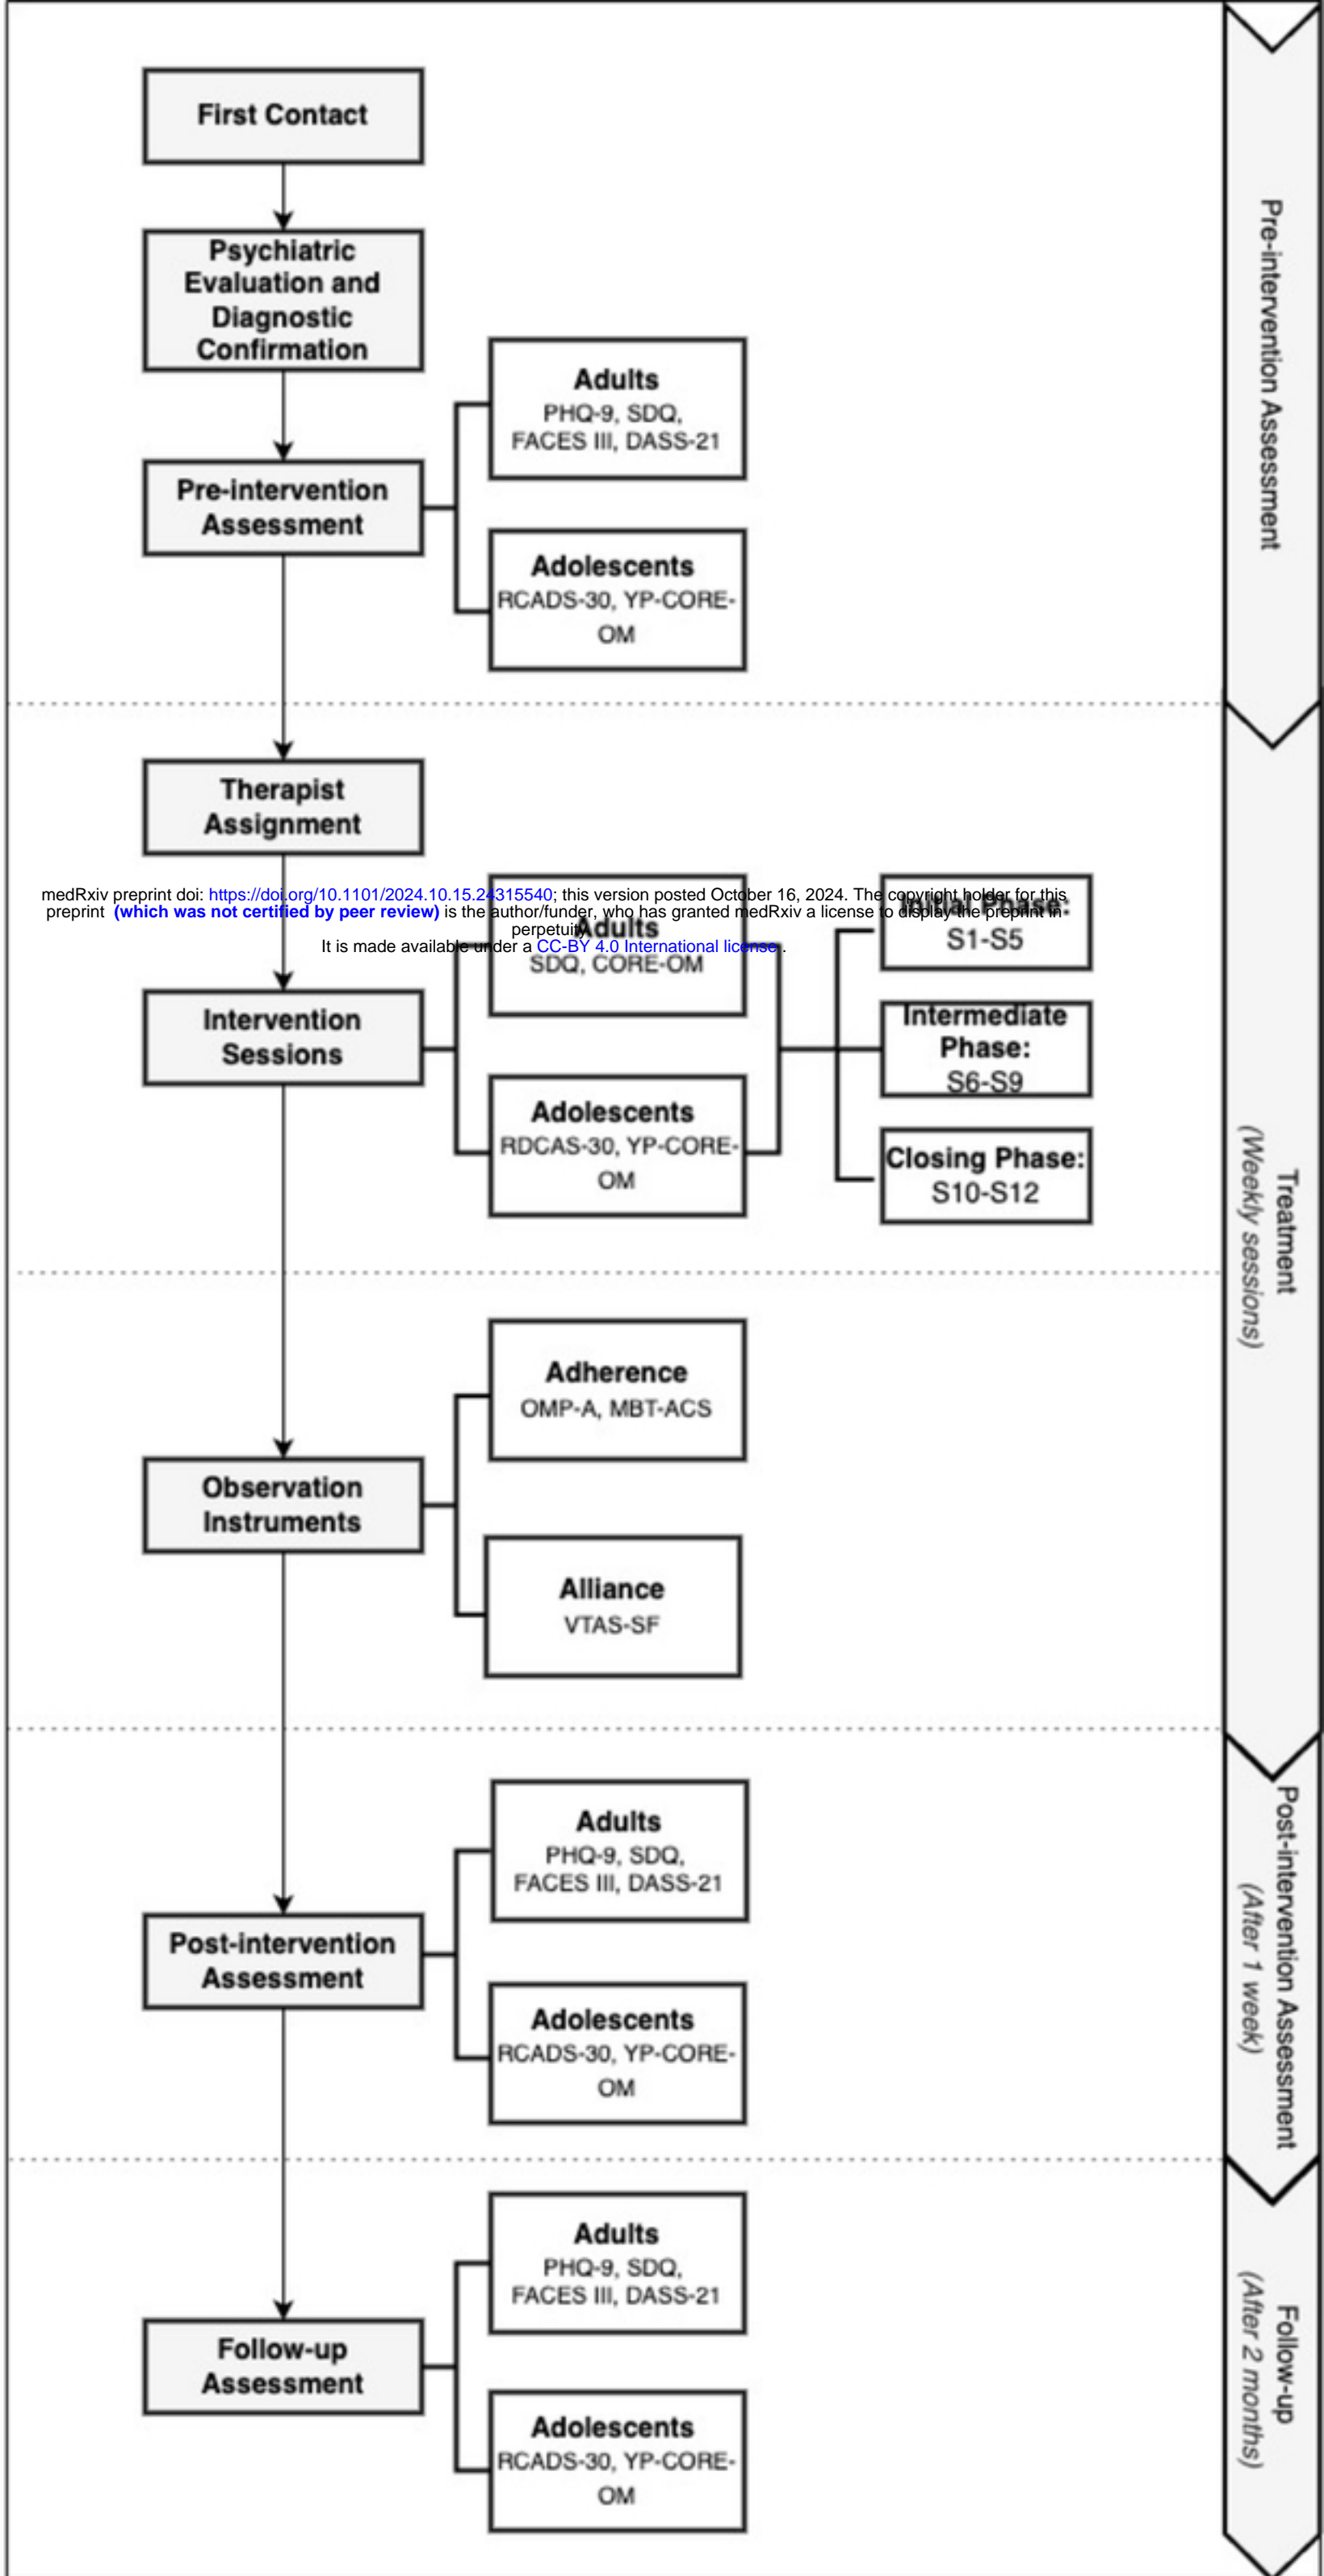 First Contact
Psychiatric
Evaluation and
Diagnostic
Confirmation
Adults
PHQ-9, SDQ,
FACES III, DASS-21
Pre-intervention
Assessment
Adolescents
RCADS-30, YP-CORE-
OM
Pre-intervention Assessment
Therapist
Assignment
medRxiv preprint doi: https://doi.org/10.1101/2024.10.15.24315540; this version posted October 16, 2024. The copyright holder for this
preprint (which was not certified by peer review) is the author/funder, who has granted medRxiv a license to display the preprint in
perpetuity.
It is made available under a CC-BY 4.0 International license .
Adults
SDQ, CORE-OM
Initial Phase:
S1-S5
Intervention
Sessions
Intermediate
Phase:
S6-S9
Adolescents
RDCAS-30, YP-CORE-
OM
Closing Phase:
S10-S12
Treatment
(Weekly sessions)
Adherence
OMP-A, MBT-ACS
Observation
Instruments
Alliance
VTAS-SF
Adults
PHQ-9, SDQ,
FACES III, DASS-21
Post-intervention
Assessment
Adolescents
RCADS-30, YP-CORE-
OM
Post-intervention Assessment
(After 1 week)
Adults
PHQ-9, SDQ,
FACES III, DASS-21
Follow-up
Assessment
Adolescents
RCADS-30, YP-CORE-
OM
Follow-up
(After 2 months)